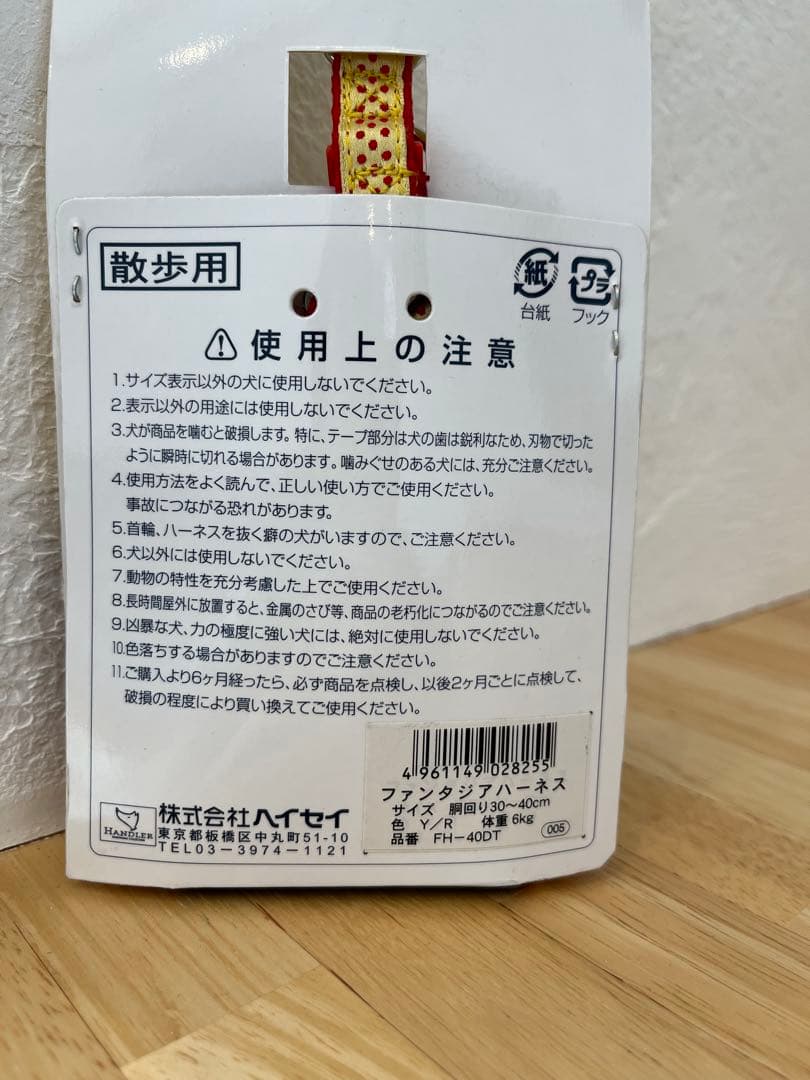 散歩用
紙
台紙
プラ
フック
使用上の注意
1.サイズ表示以外の犬に使用しないでください。
2.表示以外の用途には使用しないでください。
3.犬が商品を噛むと破損します。特に、テープ部分は犬の歯は鋭利なため、刃物で切った
ように瞬時に切れる場合があります。噛みぐせのある犬には、充分ご注意ください。
4.使用方法をよく読んで、正しい使い方でご使用ください。
事故につながる恐れがあります。
5.首輪、ハーネスを抜く癖の犬がいますので、ご注意ください。
6.犬以外には使用しないでください。
7.動物の特性を充分考慮した上でご使用ください。
8.長時間屋外に放置すると、金属のさび等、商品の老朽化につながるのでご注意ください。
9.凶暴な犬、力の極度に強い犬には、絶対に使用しないでください。
10.色落ちする場合がありますのでご注意ください。
11.ご購入より6ヶ月経ったら、必ず商品を点検し、以後2ヶ月ごとに点検して、
破損の程度により買い換えてご使用ください。
4 961149 028255
ファンタジアハーネス
サイズ 胴回り30〜40cm
色 Y/R 体重 6kg
品番 FH-40DT
005
HANDLER
株式会社ヘイセイ
東京都板橋区中丸町51-10
TEL03-3974-1121